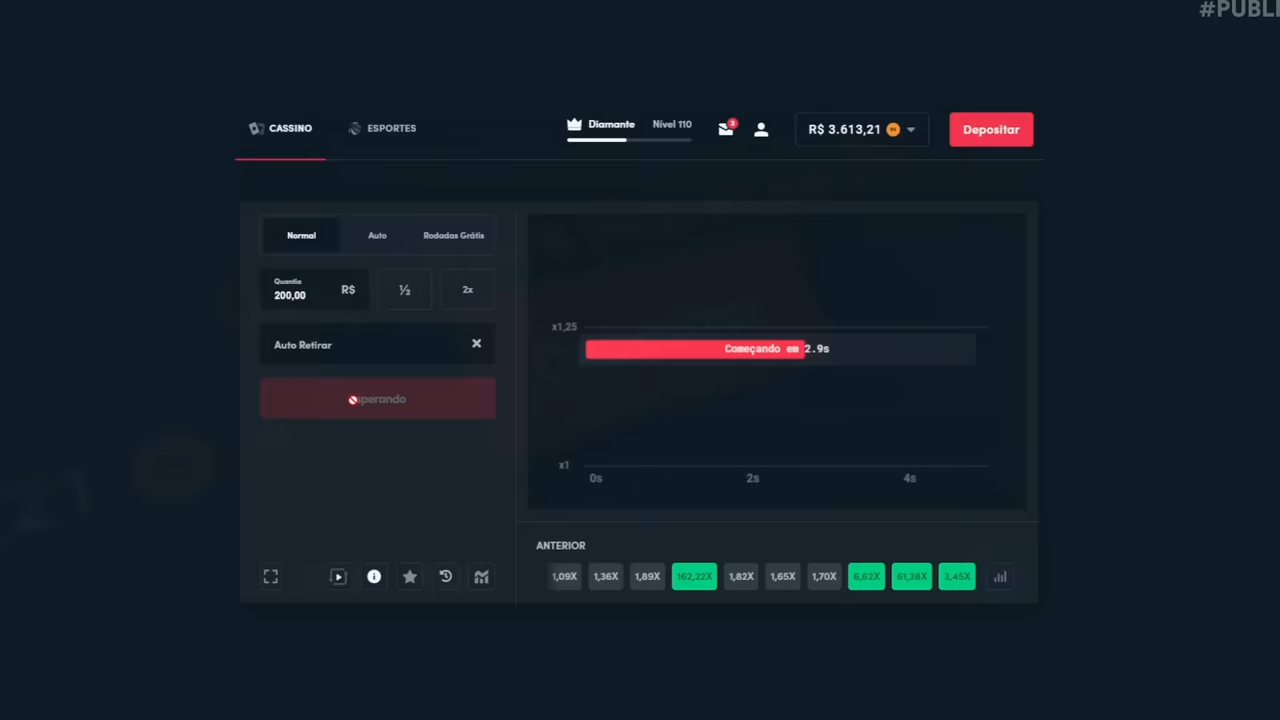 #PUBLI
CASSINO
ESPORTES
Diamante
Nível 110
3
R$ 3.613,21
Depositar
Normal
Auto
Rodadas Grátis
Quantia
200,00
R$
½
2x
Auto Retirar
perando
x1,25
Começando em 2.9s
x1
0s
2s
4s
ANTERIOR
1,09X
1,36X
1,89X
162,22X
1,82X
1,65X
1,70X
6,62X
61,28X
3,45X